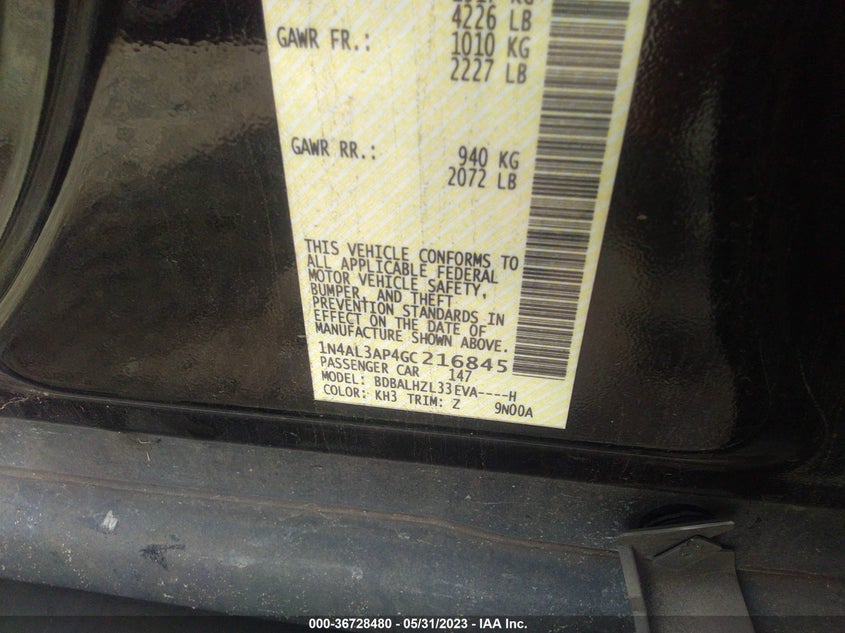 4226 LB
GAWR FR.: 1010 KG
2227 LB
GAWR RR.: 940 KG
2072 LB
THIS VEHICLE CONFORMS TO
ALL APPLICABLE FEDERAL
MOTOR VEHICLE SAFETY,
BUMPER, AND THEFT
PREVENTION STANDARDS IN
EFFECT ON THE DATE OF
MANUFACTURE SHOWN ABOVE.
1N4AL3AP4GC216845
PASSENGER CAR 147
MODEL: BDBALHZL33EVA----H
COLOR: KH3 TRIM: Z 9N00A
000-36728480 - 05/31/2023 - IAA Inc.